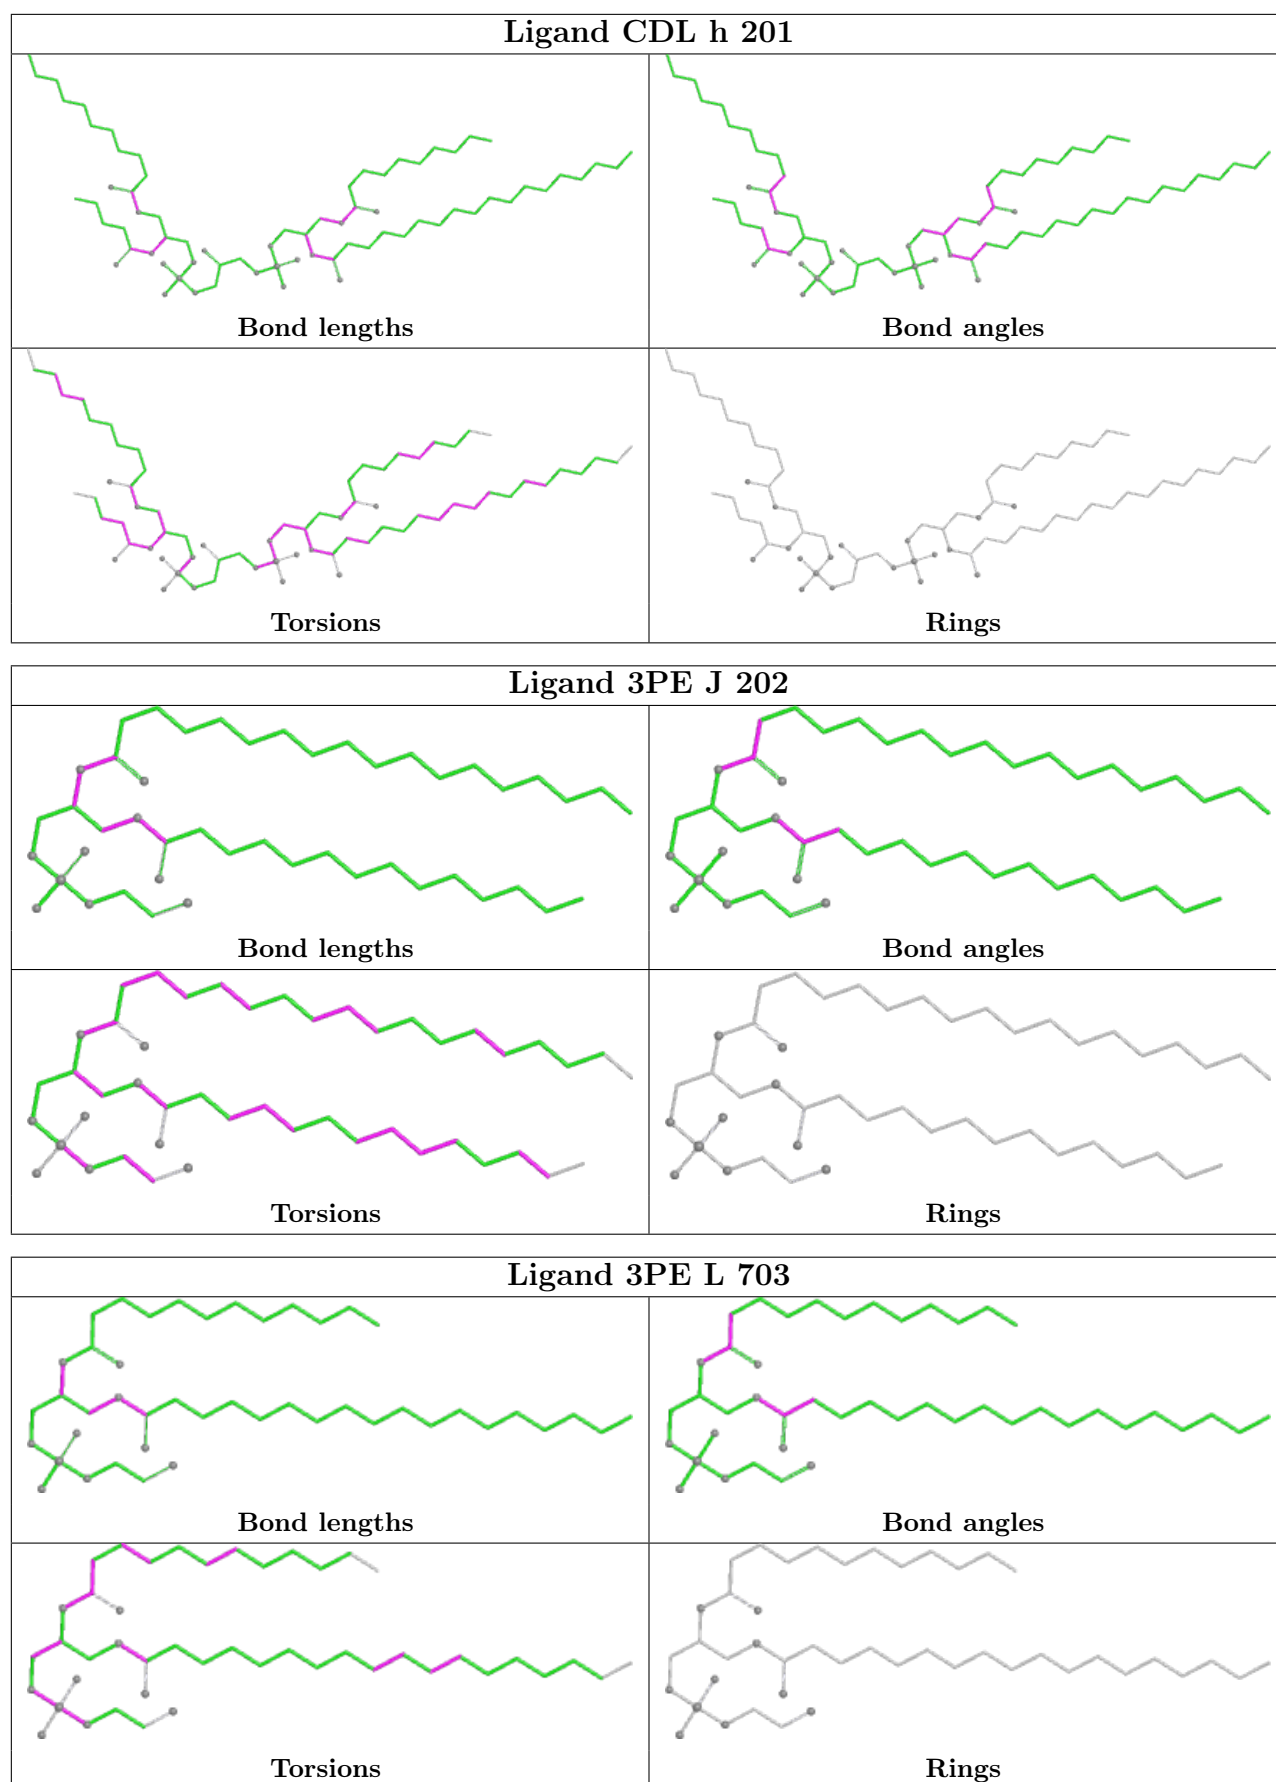 Ligand CDL h 201
Bond lengths
Bond angles
Torsions
Rings
Ligand 3PE J 202
Bond lengths
Bond angles
Torsions
Rings
Ligand 3PE L 703
Bond lengths
Bond angles
Torsions
Rings